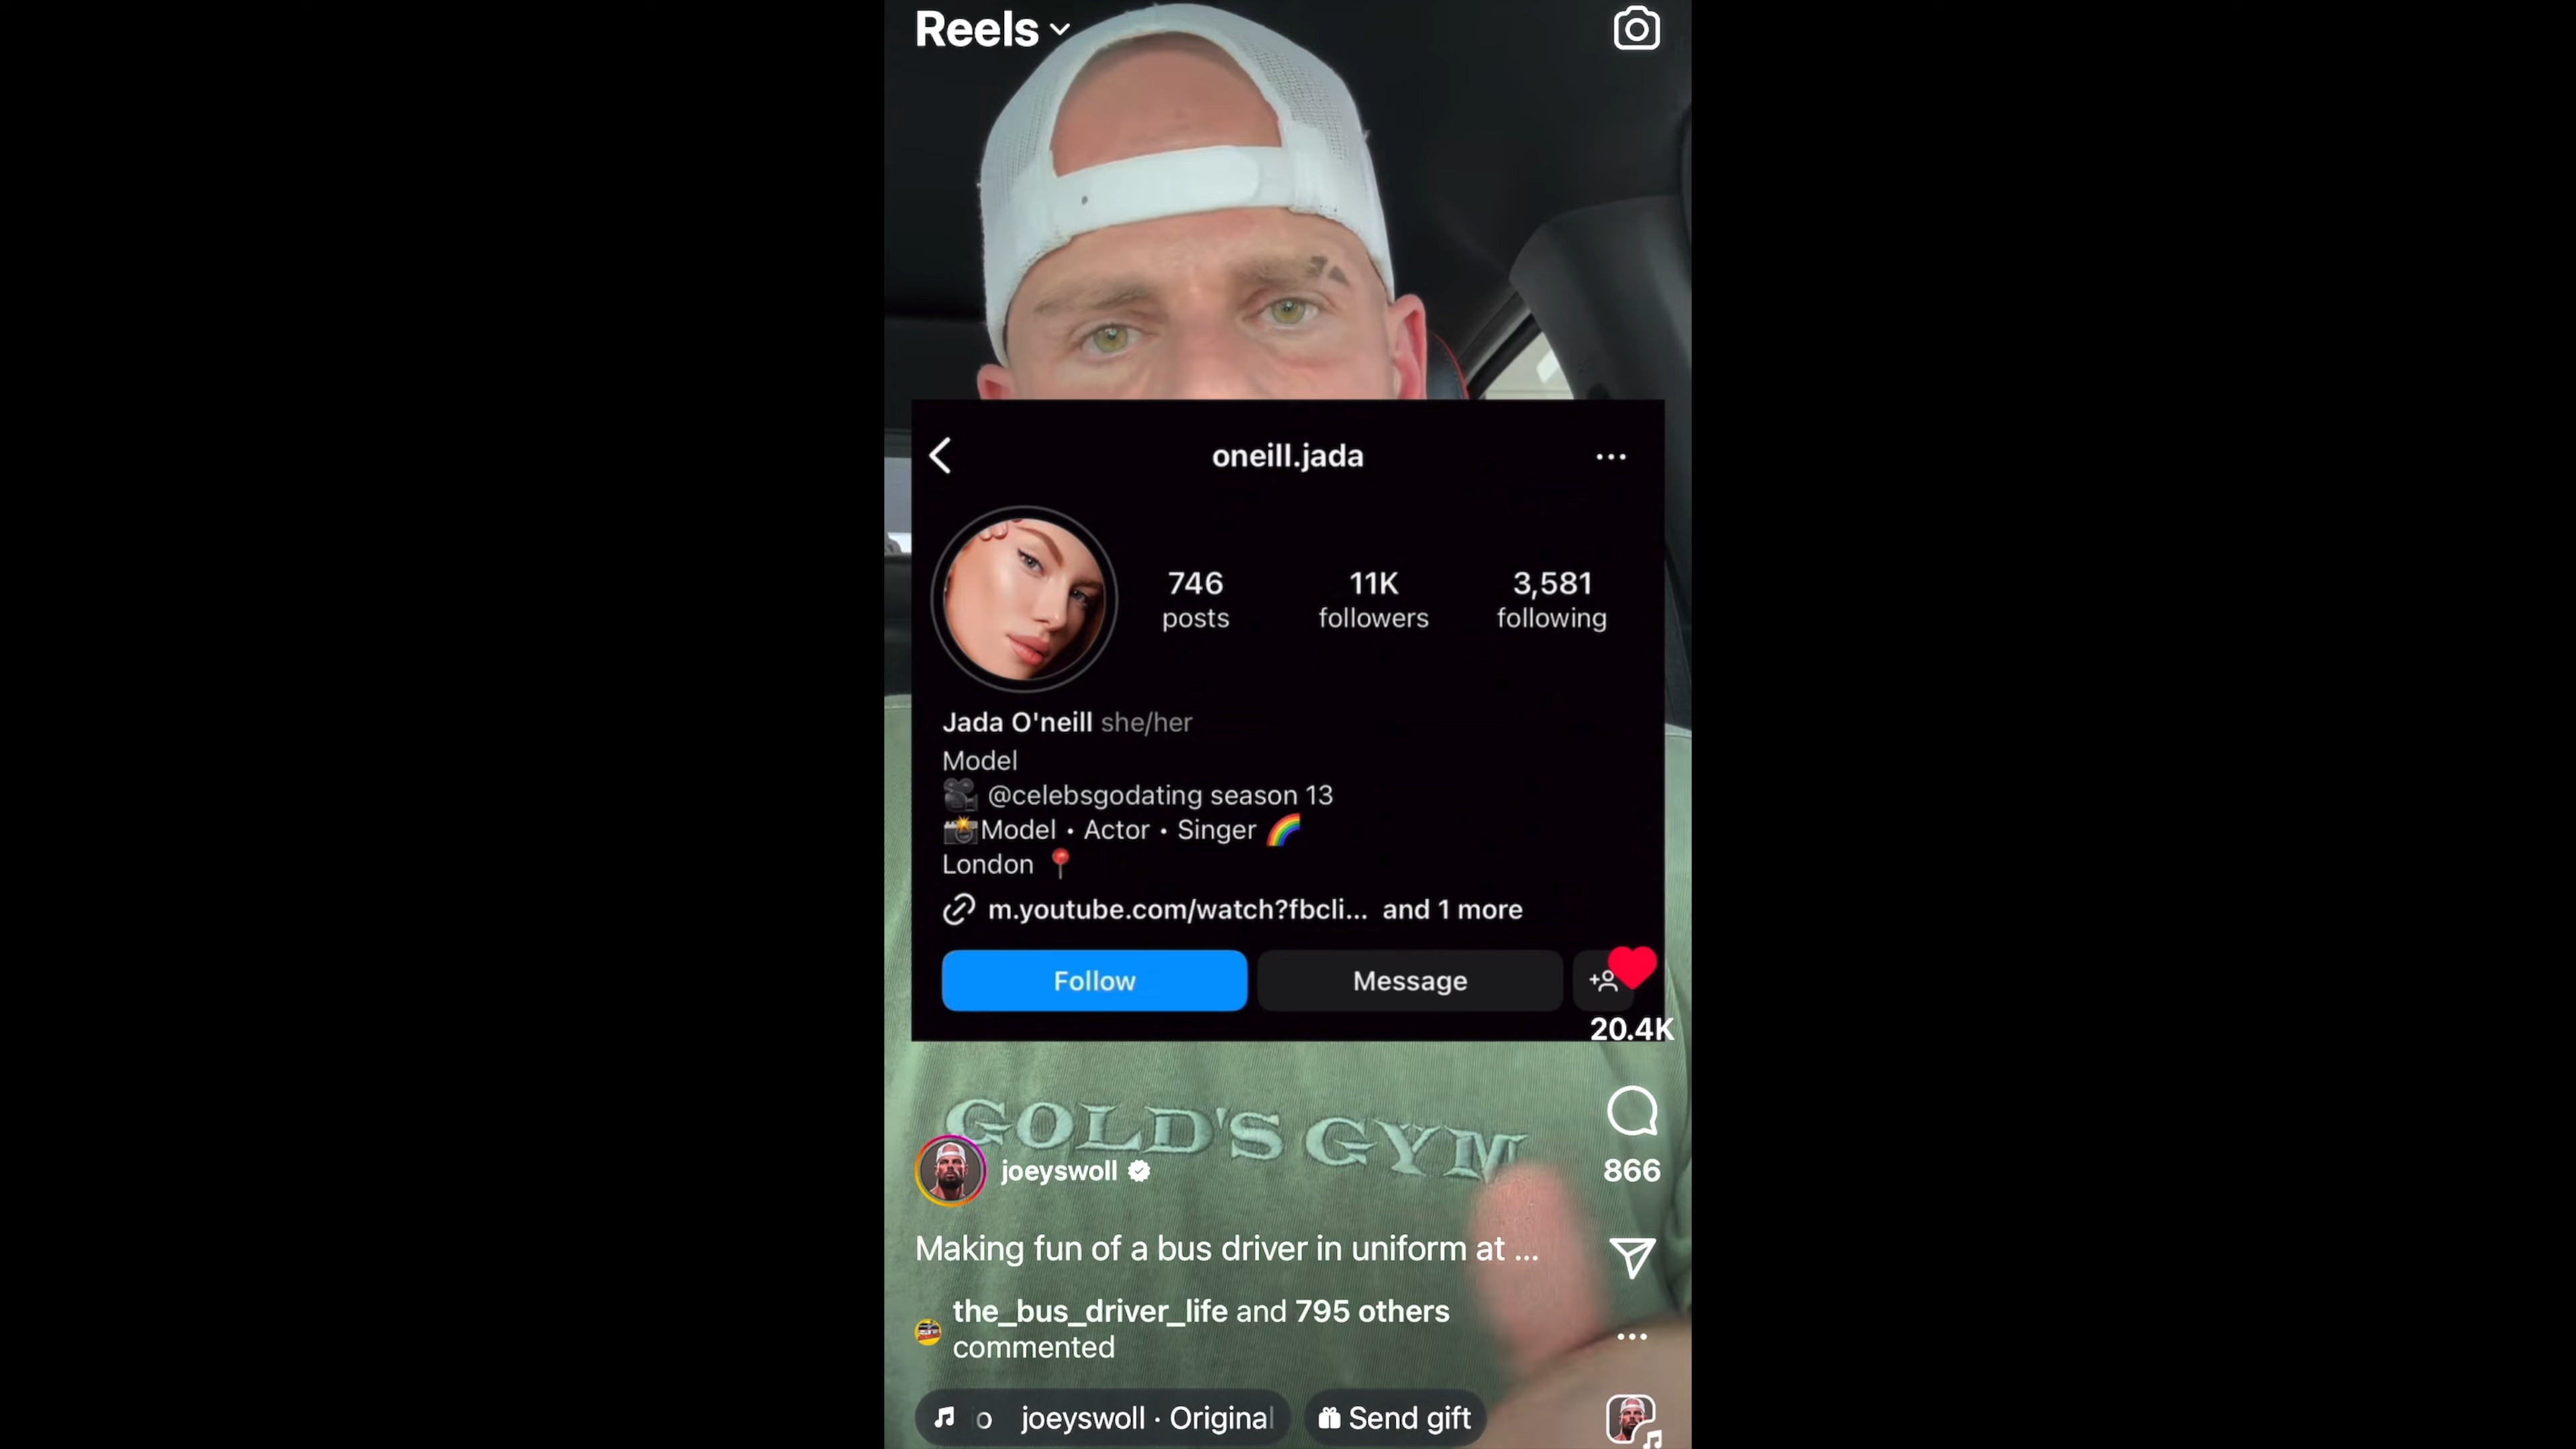 Reels
oneill.jada
746 11K 3,581
posts followers following
Jada O'neill she/her
Model
@celebsgodating season 13
Model • Actor • Singer
London
m.youtube.com/watch?fbcli... and 1 more
Follow Message
20.4K
GOLD'S GYM
joeyswoll
866
Making fun of a bus driver in uniform at ...
the_bus_driver_life and 795 others
commented
o joeyswoll · Original Send gift